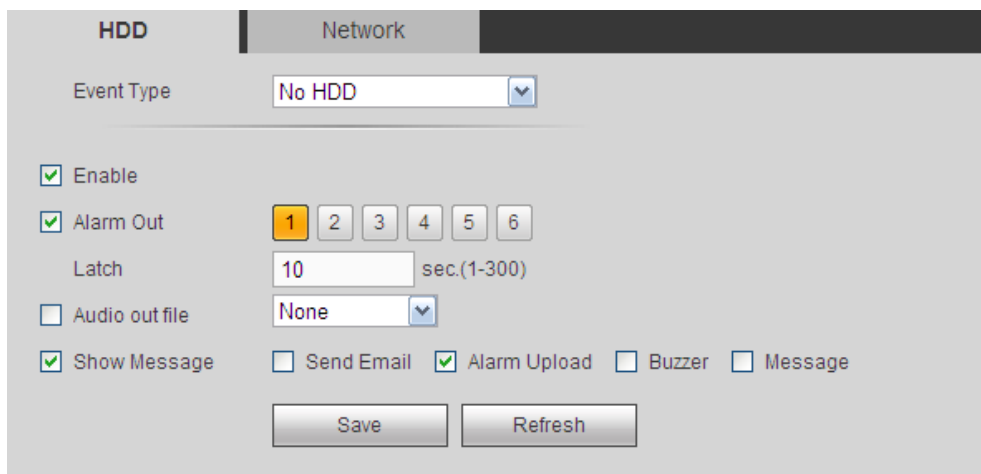 HDD Network
Event Type No HDD
Enable
Alarm Out 1 2 3 4 5 6
Latch 10 sec.(1-300)
Audio out file None
Show Message Send Email Alarm Upload Buzzer Message
Save Refresh